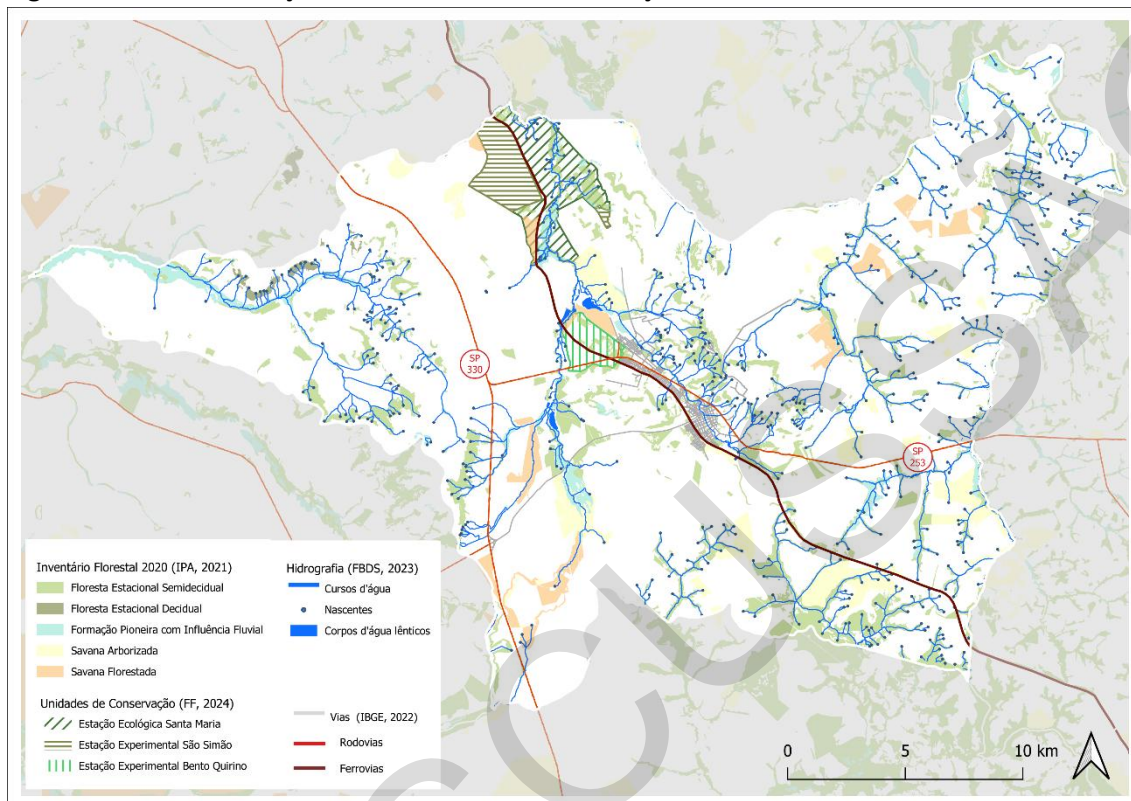 SP
330
SP
253
Inventário Florestal 2020 (IPA, 2021)
Floresta Estacional Semidecidual
Floresta Estacional Decidual
Formação Pioneira com Influência Fluvial
Savana Arborizada
Savana Florestada
Hidrografia (FBDS, 2023)
Cursos d'água
Nascentes
Corpos d'água lênticos
Unidades de Conservação (FF, 2024)
Estação Ecológica Santa Maria
Estação Experimental São Simão
Estação Experimental Bento Quirino
Vias (IBGE, 2022)
Rodovias
Ferrovias
0 5 10 km